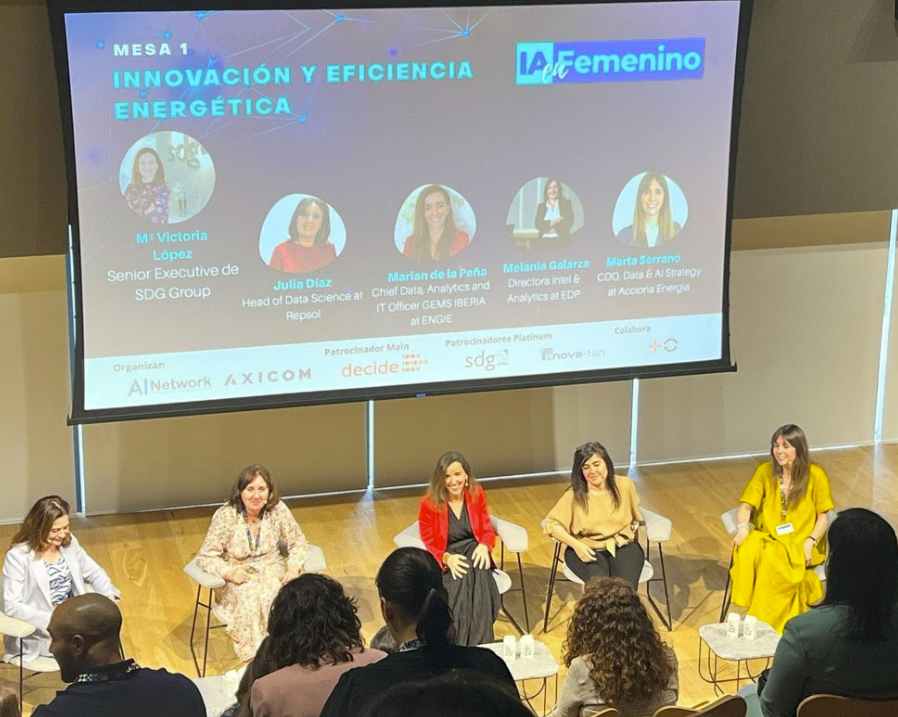 MESA 1
INNOVACIÓN Y EFICIENCIA
ENERGÉTICA
IA en Femenino
sdg
Mª Victoria
López
Senior Executive de
SDG Group
Julia Díaz
Head of Data Science at
Repsol
Marian de la Peña
Chief Data, Analytics and
IT Officer GEMS IBERIA
at ENGIE
Melania Galarza
Directora Intel &
Analytics at EDP
Marta Serrano
CDO, Data & AI Strategy
at Acciona Energía
Organizan
AI Network
AXICOM
Patrocinador Main
decide
Patrocinadores Platinum
sdg
nova-tsn
Colabora